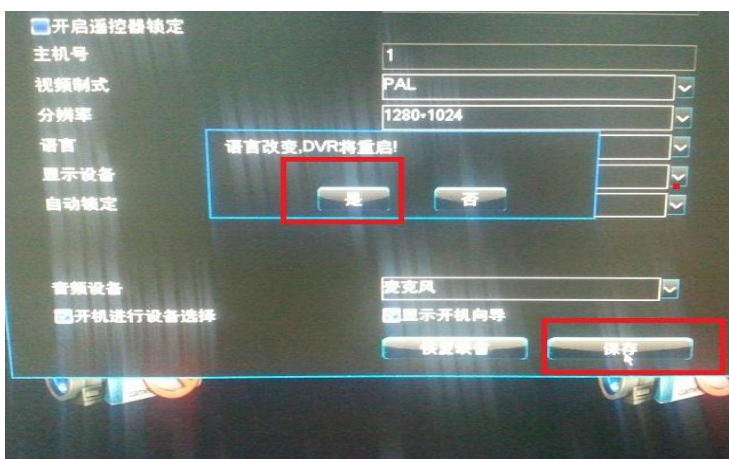 开启遥控器锁定
主机号 1
视频制式 PAL
分辨率 1280*1024
语言
语言改变,DVR将重启!
显示设备
是 否
自动锁定
音频设备 麦克风
开机进行设备选择 显示开机向导
恢复缺省 保存